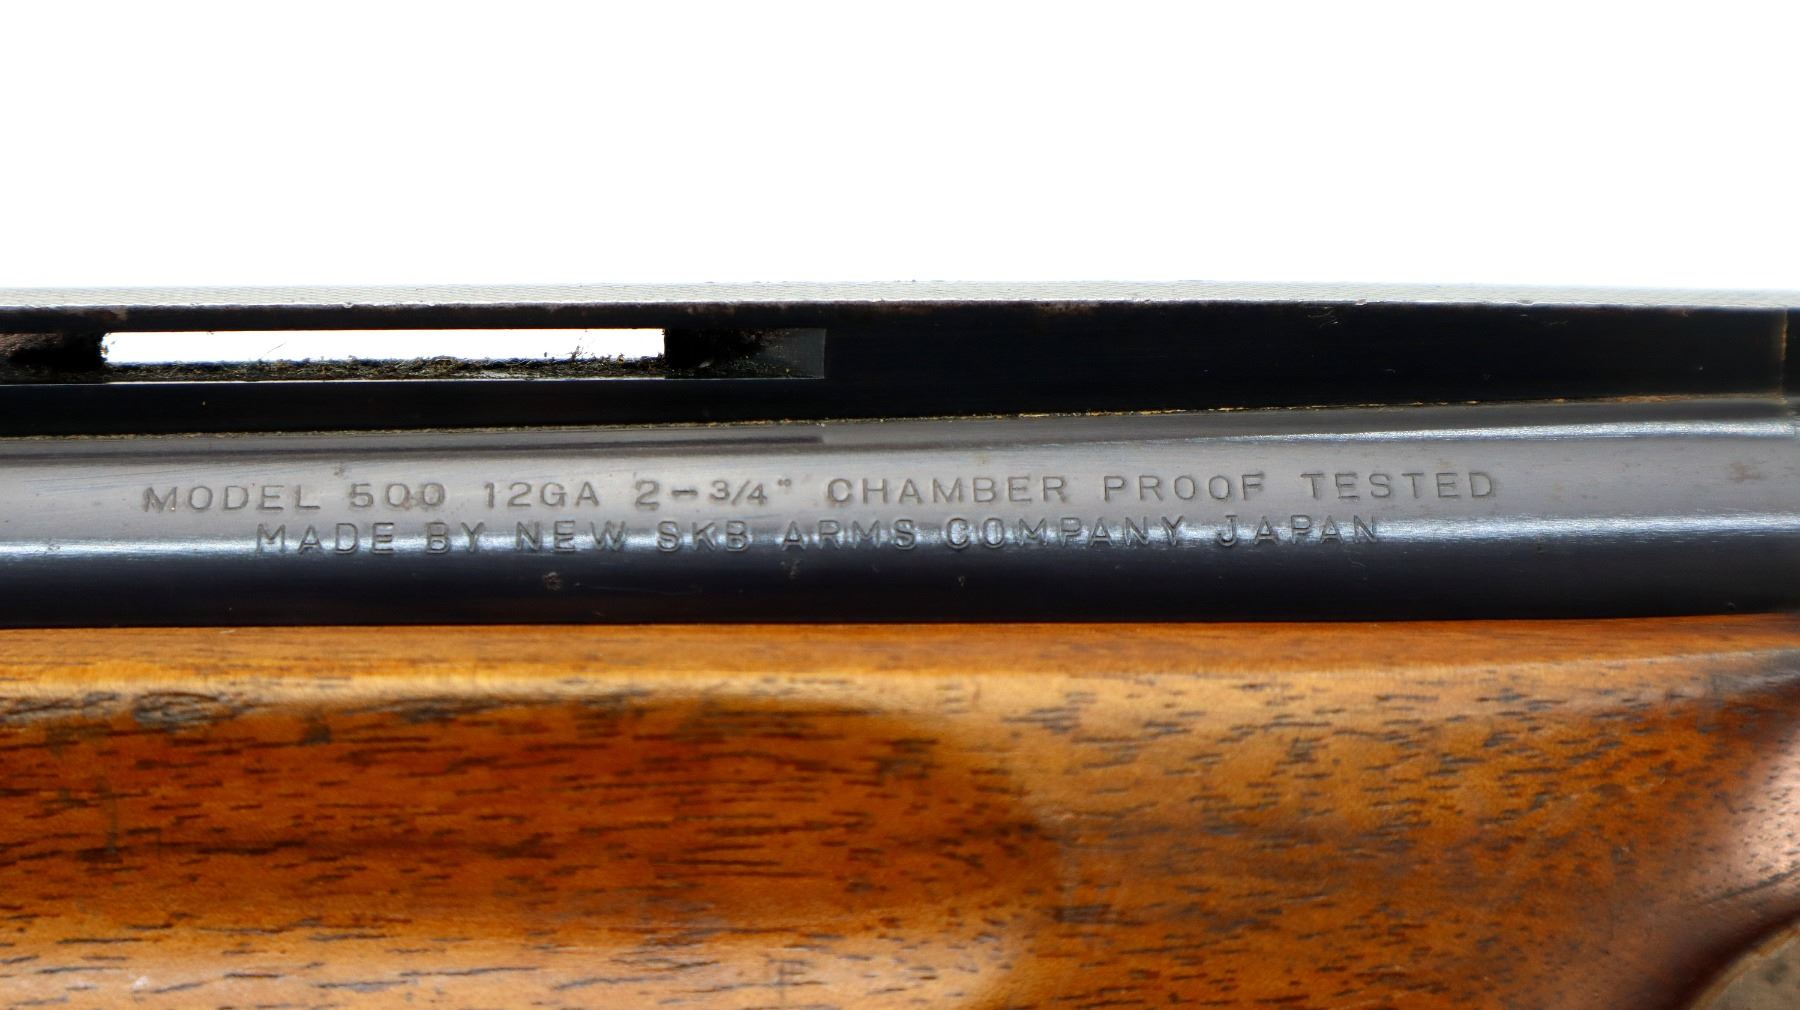 MODEL 500 12GA 2-3/4" CHAMBER PROOF TESTED
MADE BY NEW SKB ARMS COMPANY JAPAN